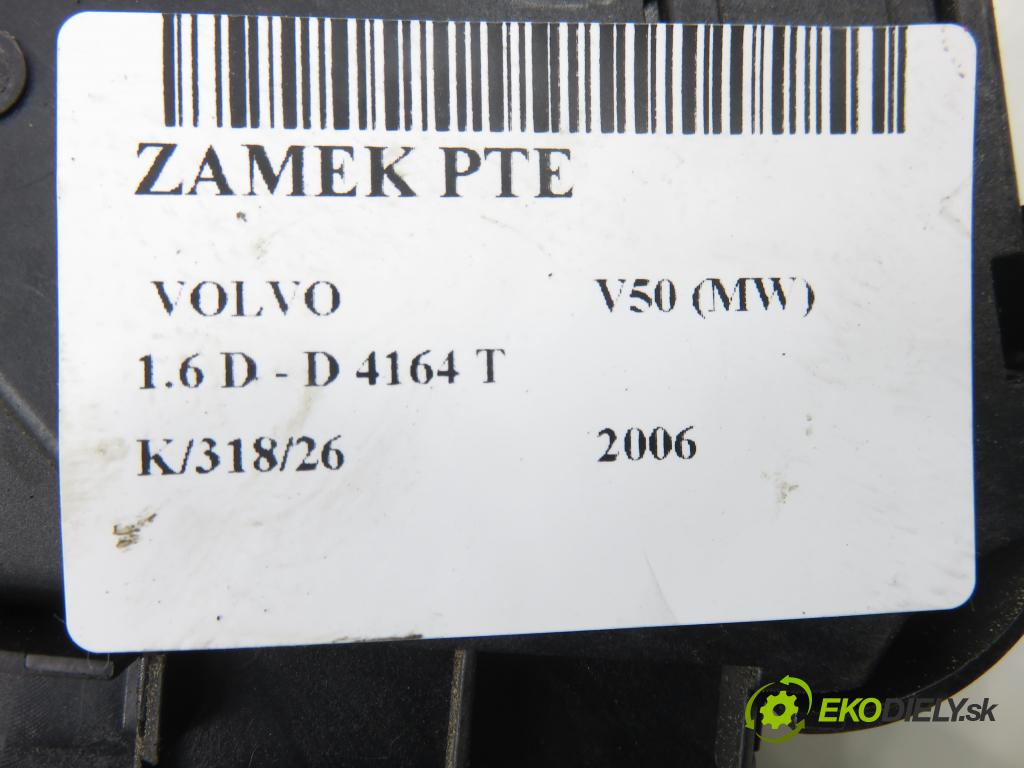 ZAMEK PTE
VOLVO V50 (MW)
1.6 D - D 4164 T
K/318/26 2006
EKODIELY.sk